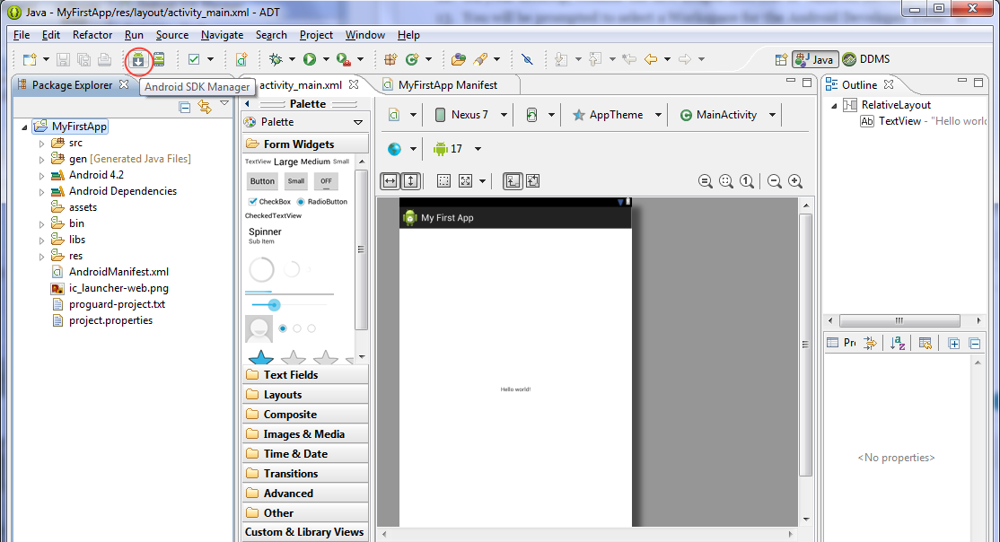 Java - MyFirstApp/res/layout/activity_main.xml - ADT
13. You will be prompted to select a Workspace for the Android Developer
File Edit Refactor Run Source Navigate Search Project Window Help
Java DDMS
Package Explorer
Android SDK Manager
activity_main.xml
MyFirstApp Manifest
Outline
MyFirstApp
src
gen [Generated Java Files]
Android 4.2
Android Dependencies
assets
bin
libs
res
AndroidManifest.xml
ic_launcher-web.png
proguard-project.txt
project.properties
Palette
Palette
Form Widgets
TextView Large Medium Small
Button Small OFF
CheckBox RadioButton
CheckedTextView
Spinner
Sub Item
Text Fields
Layouts
Composite
Images & Media
Time & Date
Transitions
Advanced
Other
Custom & Library Views
Nexus 7 AppTheme MainActivity
17
My First App
Hello world!
RelativeLayout
Ab TextView - "Hello world
Pr
<No properties>